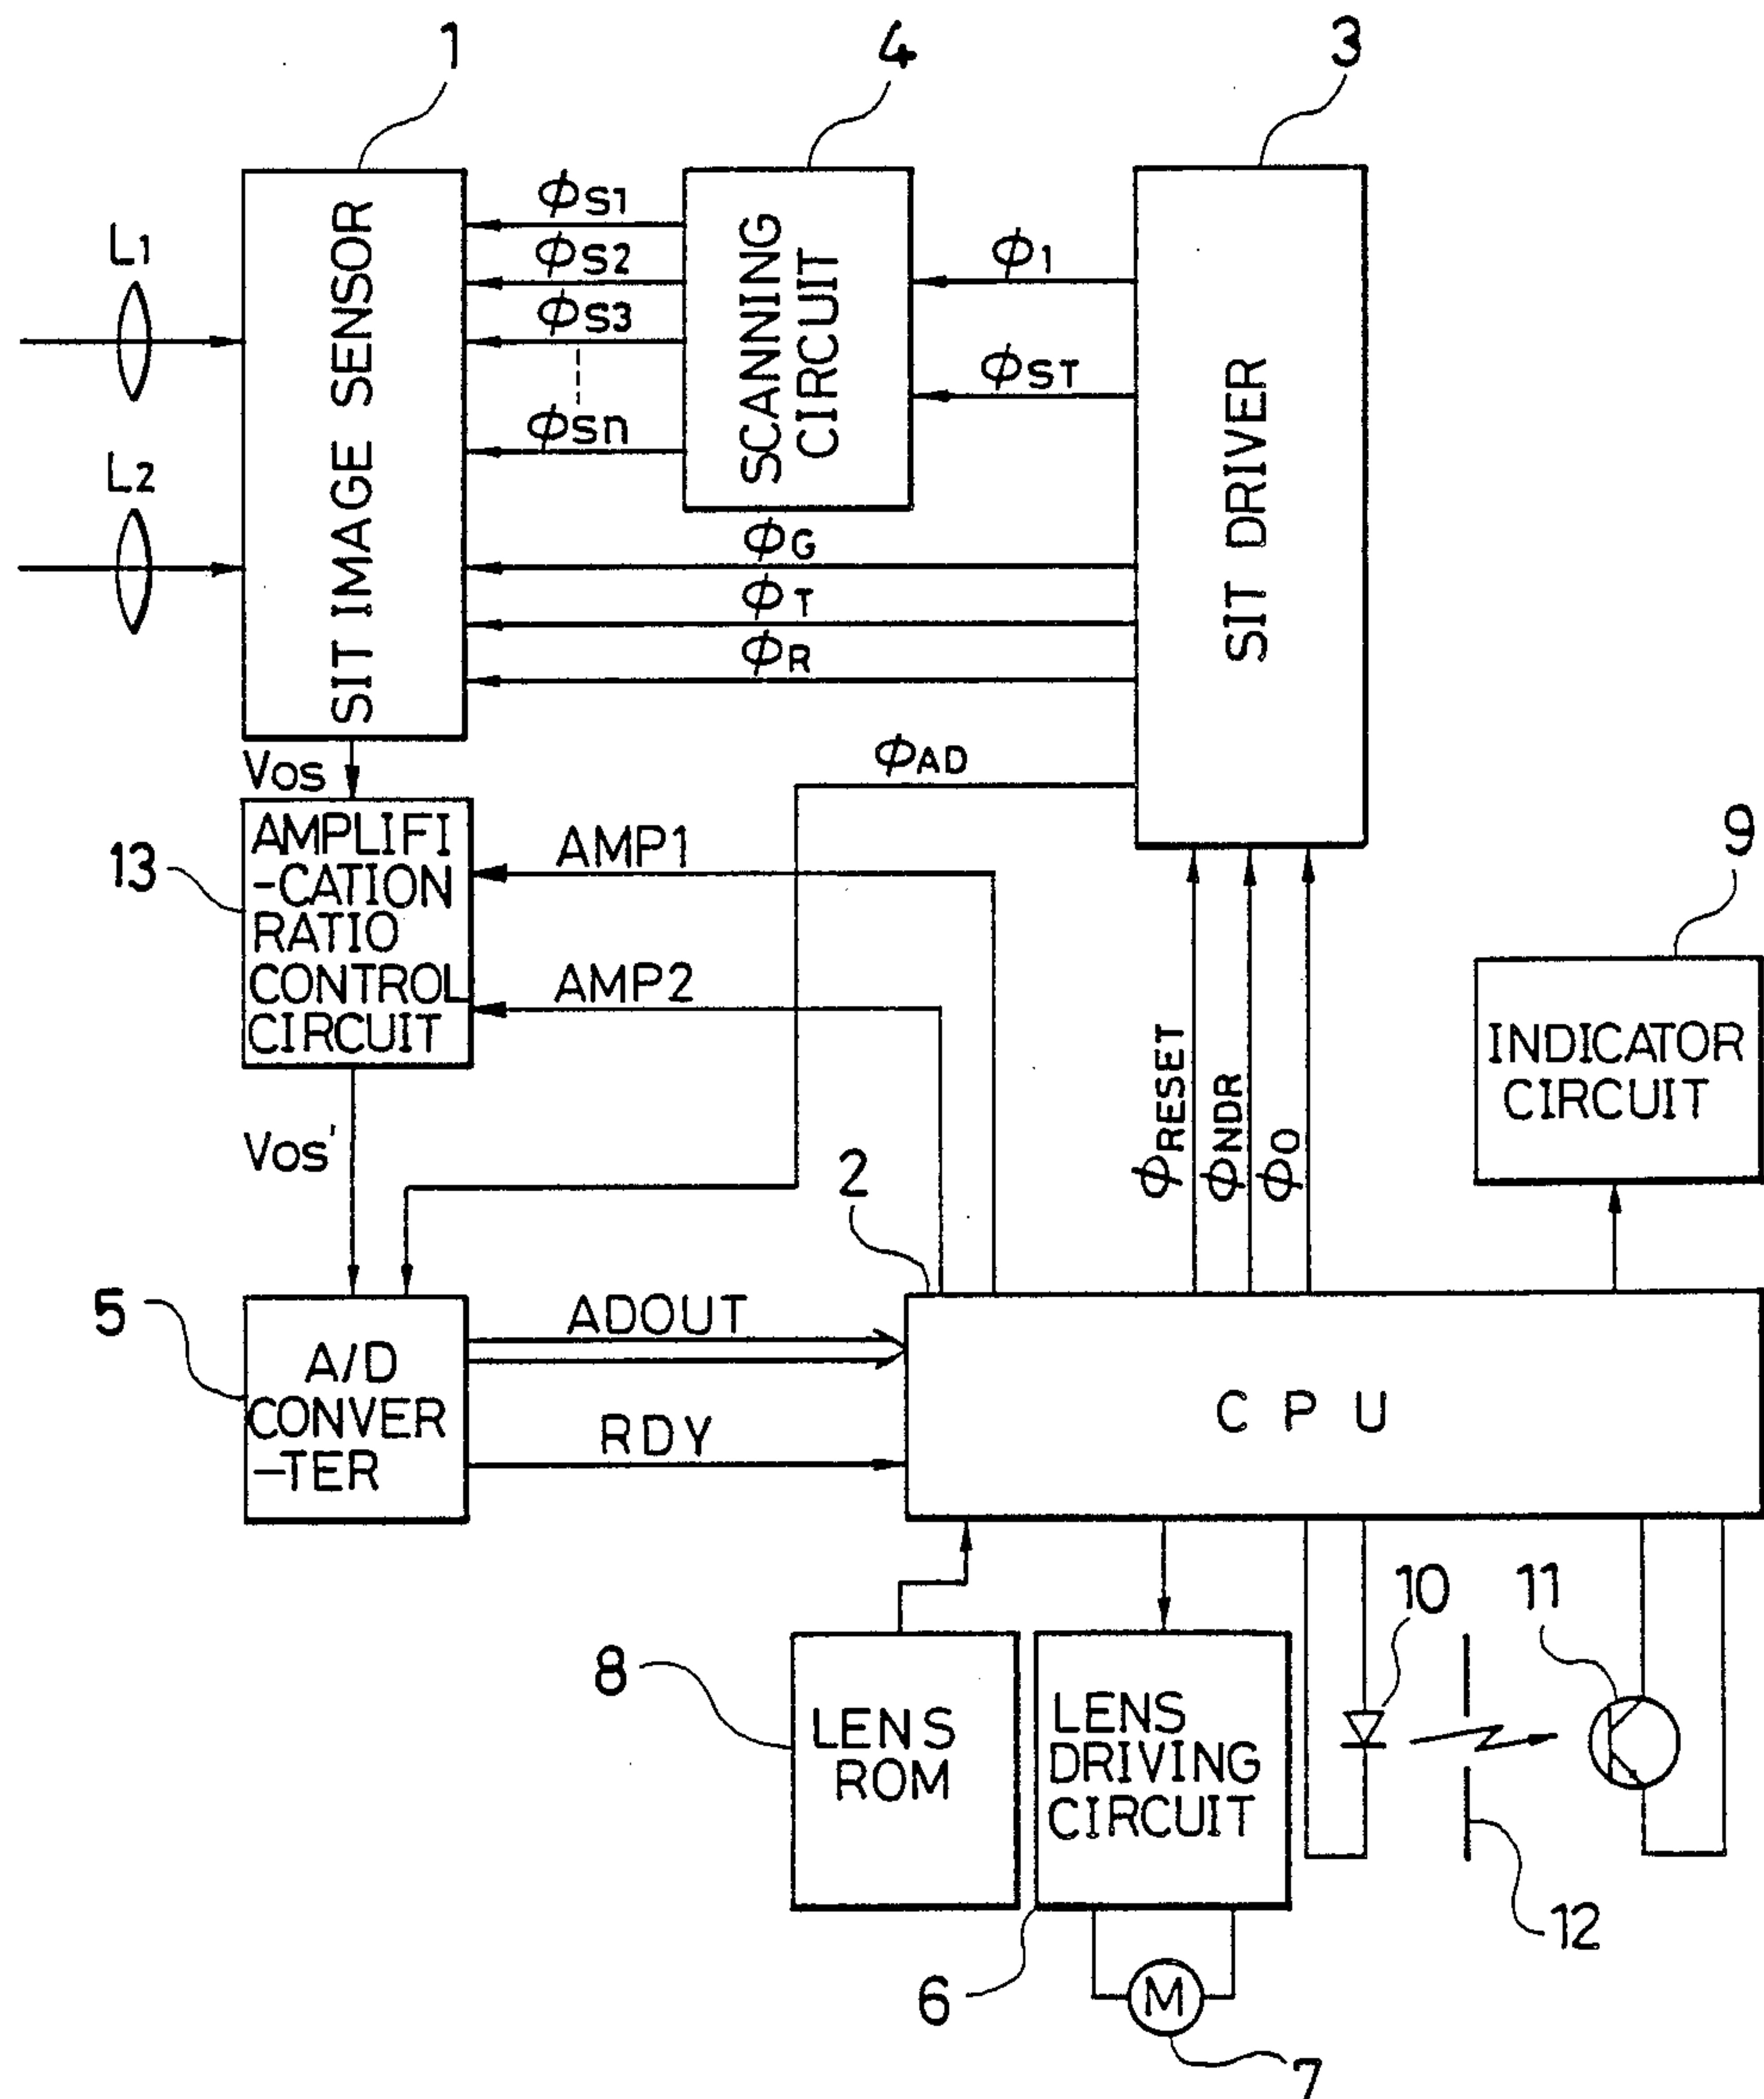 1
4
3
L1
L2
SIT IMAGE SENSOR
ϕS1
ϕS2
ϕS3
ϕSn
SCANNING
CIRCUIT
ϕ1
ϕST
SIT DRIVER
ϕG
ϕT
ϕR
VOS
ϕAD
13
AMPLIFI
-CATION
RATIO
CONTROL
CIRCUIT
AMP1
AMP2
9
INDICATOR
CIRCUIT
ϕRESET
ϕNDR
ϕO
VOS'
2
5
A/D
CONVER
-TER
ADOUT
RDY
CPU
8
LENS
ROM
LENS
DRIVING
CIRCUIT
10
11
12
6
M
7